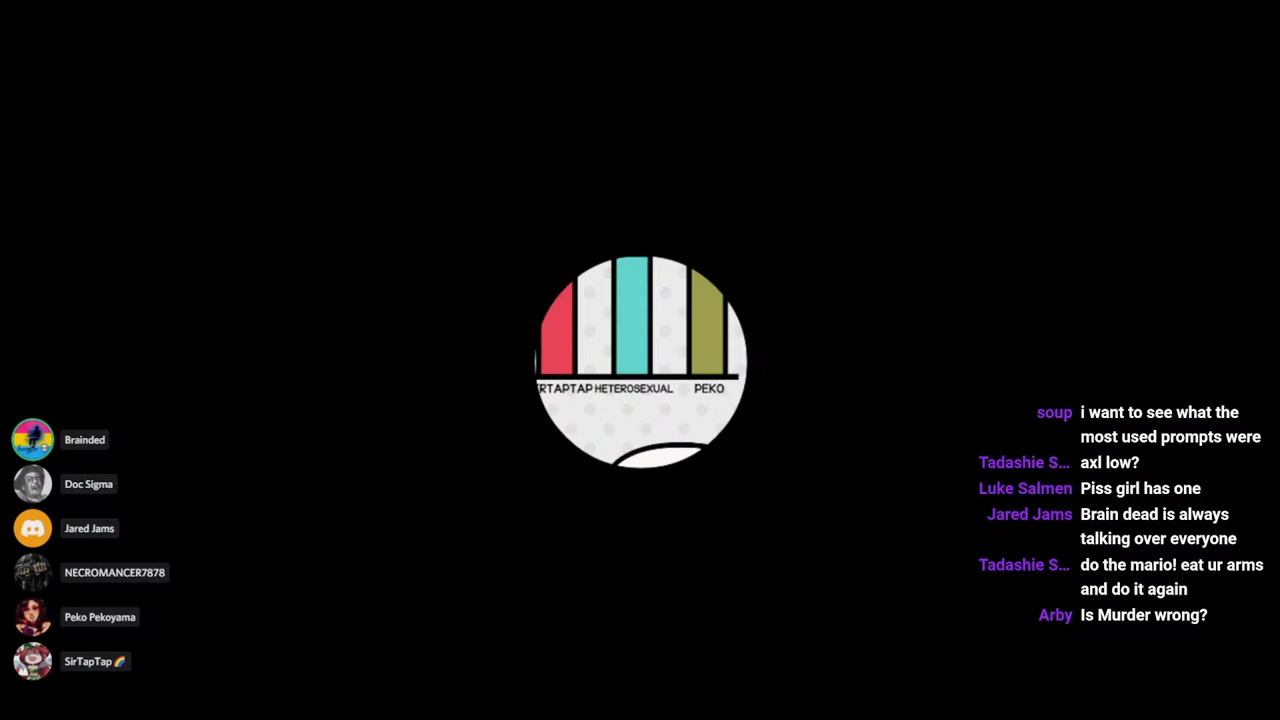 RTAPTAP HETEROSEXUAL PEKO
soup i want to see what the
most used prompts were
Tadashie S... axl low?
Luke Salmen Piss girl has one
Jared Jams Brain dead is always
talking over everyone
Tadashie S... do the mario! eat ur arms
and do it again
Arby Is Murder wrong?
Brainded
Doc Sigma
Jared Jams
NECROMANCER7878
Peko Pekoyama
SirTapTap 🌈